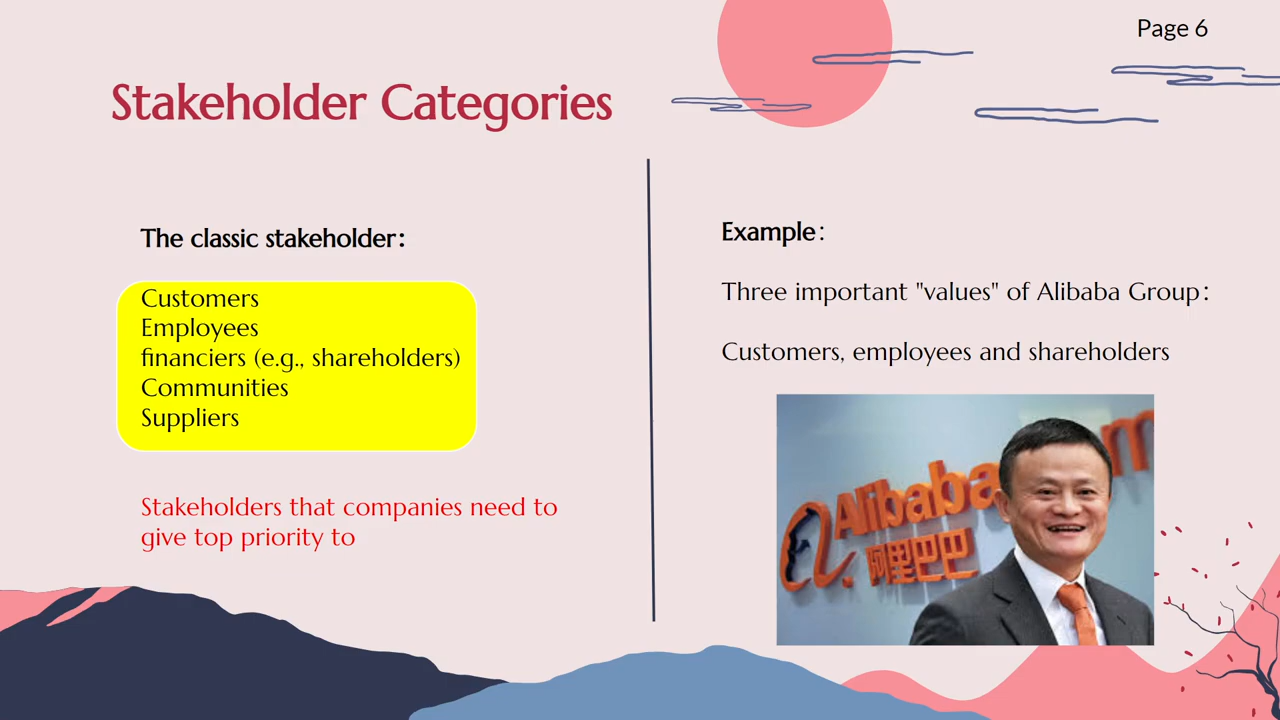 Page 6
Stakeholder Categories
The classic stakeholder:
Customers
Employees
financiers (e.g., shareholders)
Communities
Suppliers
Stakeholders that companies need to
give top priority to
Example:
Three important "values" of Alibaba Group:
Customers, employees and shareholders
Alibaba
m
阿里巴巴